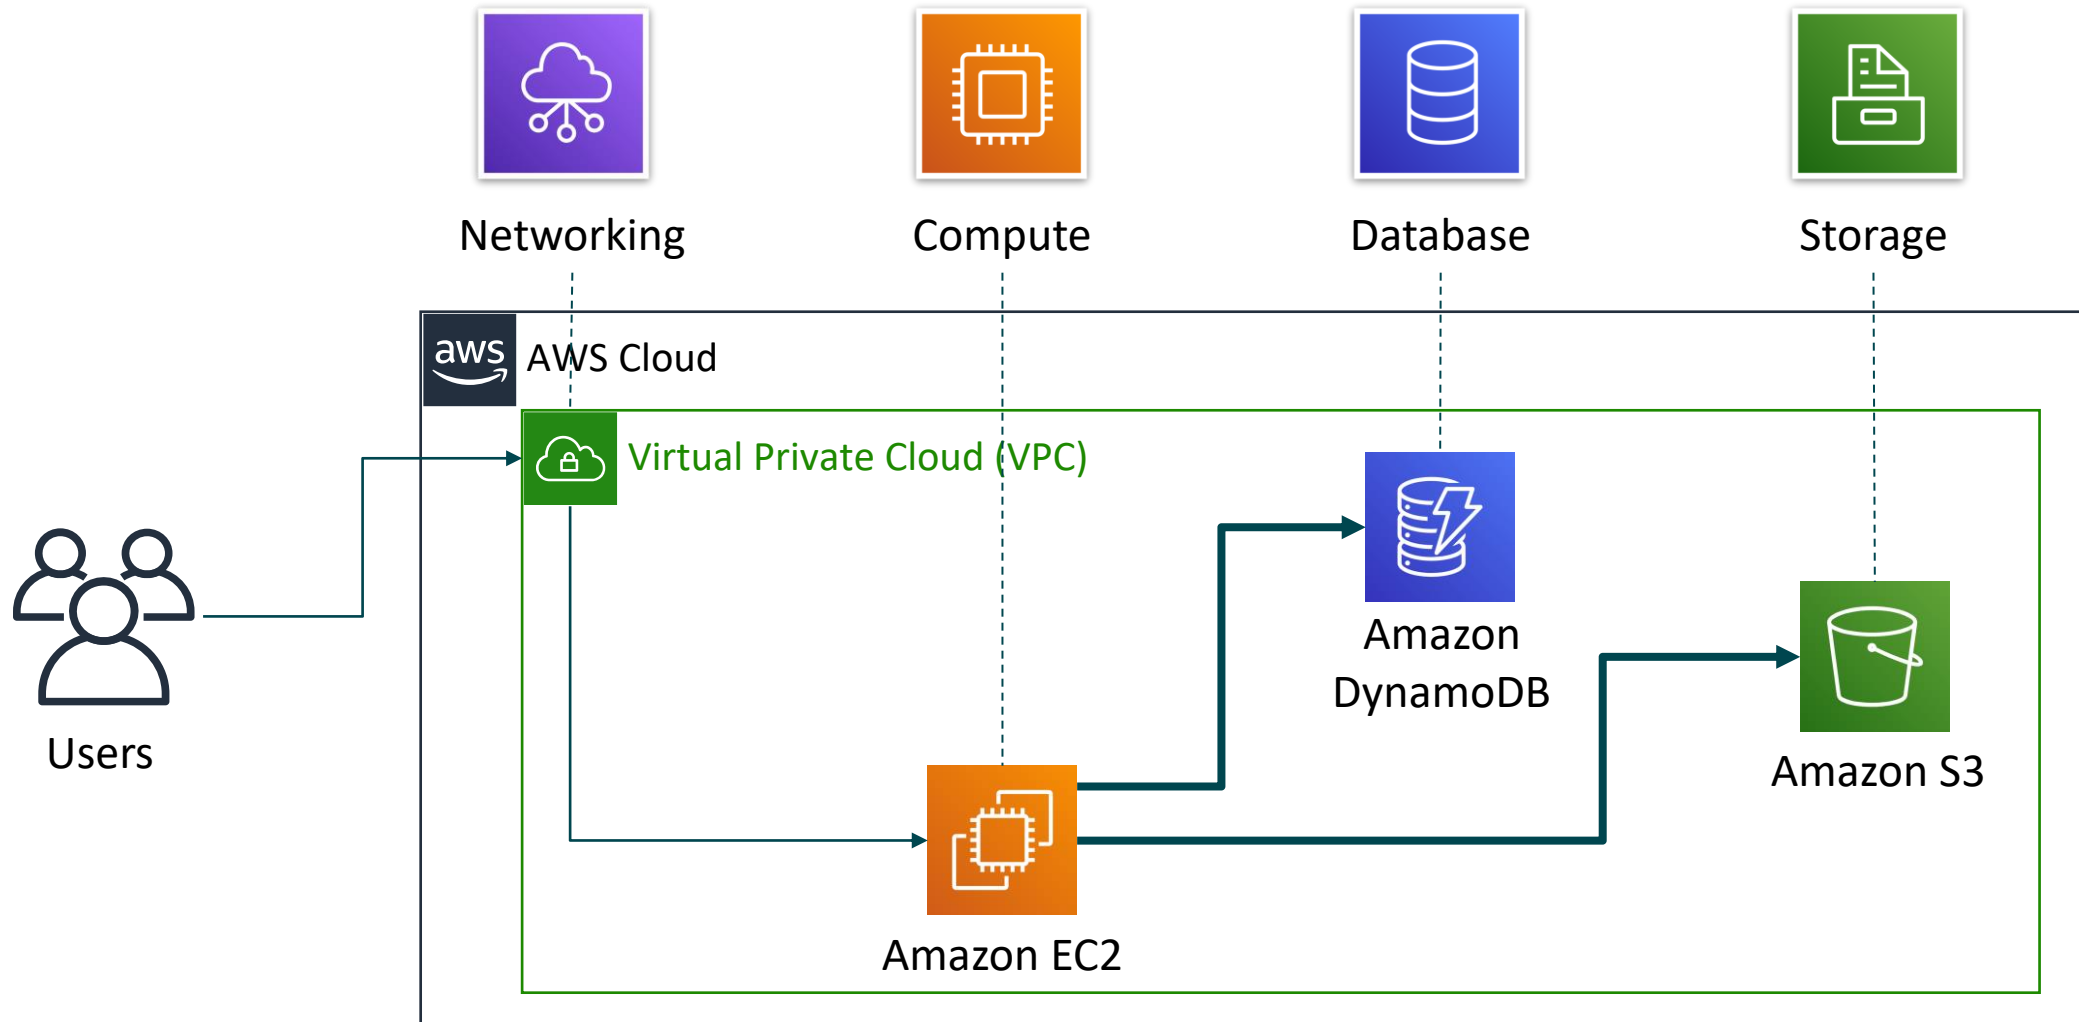 Networking
Compute
Database
Storage
aws
AWS Cloud
Virtual Private Cloud (VPC)
Amazon
DynamoDB
Users
Amazon S3
Amazon EC2